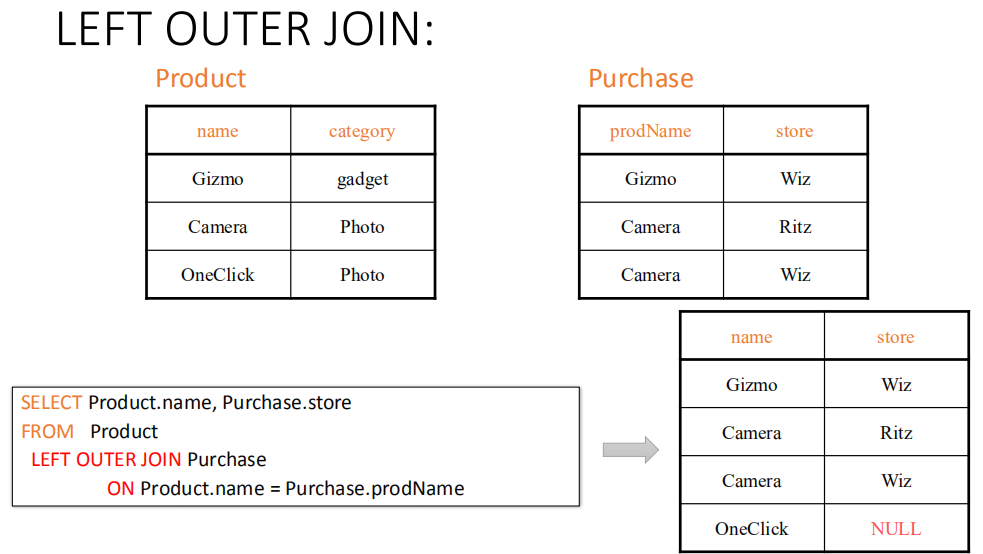 LEFT OUTER JOIN:
Product
name category
Gizmo gadget
Camera Photo
OneClick Photo
Purchase
prodName store
Gizmo Wiz
Camera Ritz
Camera Wiz
SELECT Product.name, Purchase.store
FROM Product
LEFT OUTER JOIN Purchase
ON Product.name = Purchase.prodName
name store
Gizmo Wiz
Camera Ritz
Camera Wiz
OneClick NULL